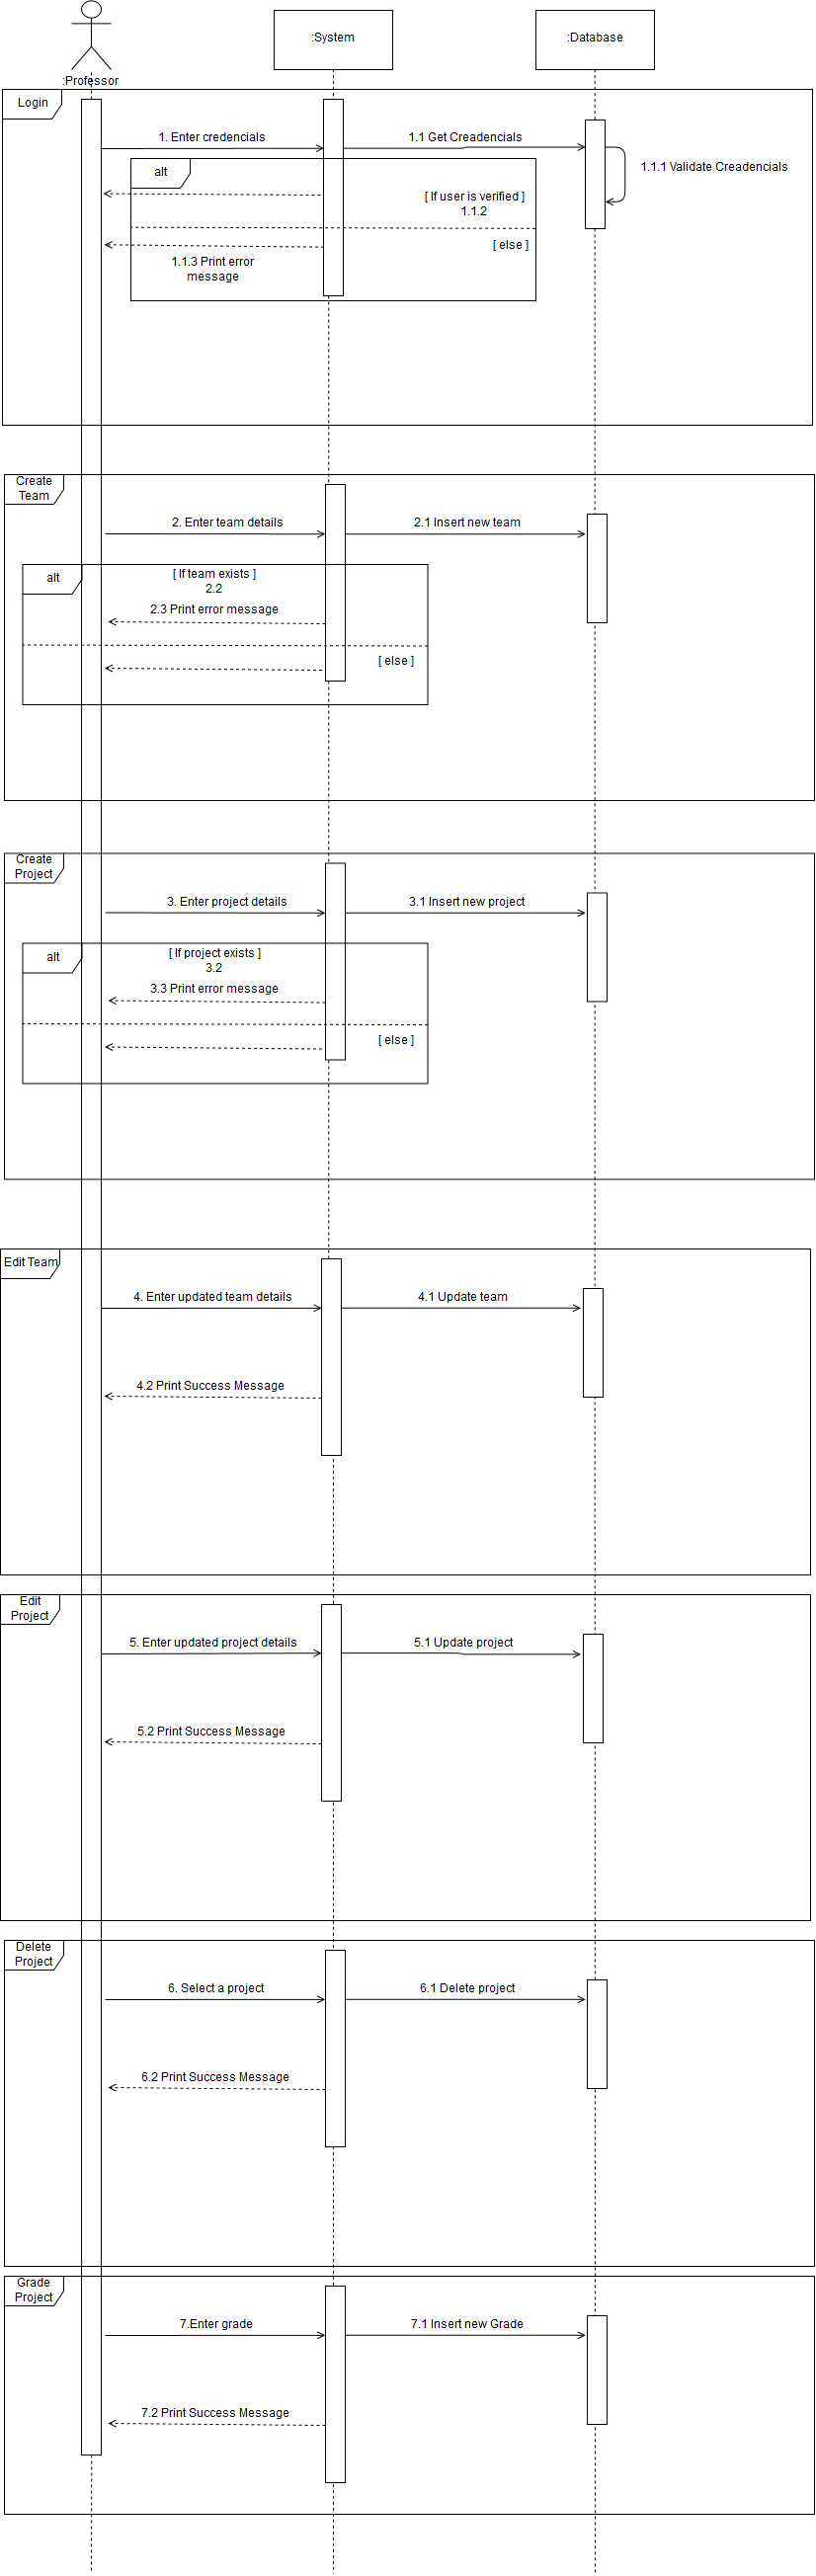 :System
:Database
:Professor
Login
1. Enter credencials
1.1 Get Creadencials
1.1.1 Validate Creadencials
alt
[ If user is verified ]
1.1.2
[ else ]
1.1.3 Print error
message
Create
Team
2. Enter team details
2.1 Insert new team
alt
[ If team exists ]
2.2
2.3 Print error message
[ else ]
Create
Project
3. Enter project details
3.1 Insert new project
alt
[ If project exists ]
3.2
3.3 Print error message
[ else ]
Edit Team
4. Enter updated team details
4.1 Update team
4.2 Print Success Message
Edit
Project
5. Enter updated project details
5.1 Update project
5.2 Print Success Message
Delete
Project
6. Select a project
6.1 Delete project
6.2 Print Success Message
Grade
Project
7.Enter grade
7.1 Insert new Grade
7.2 Print Success Message